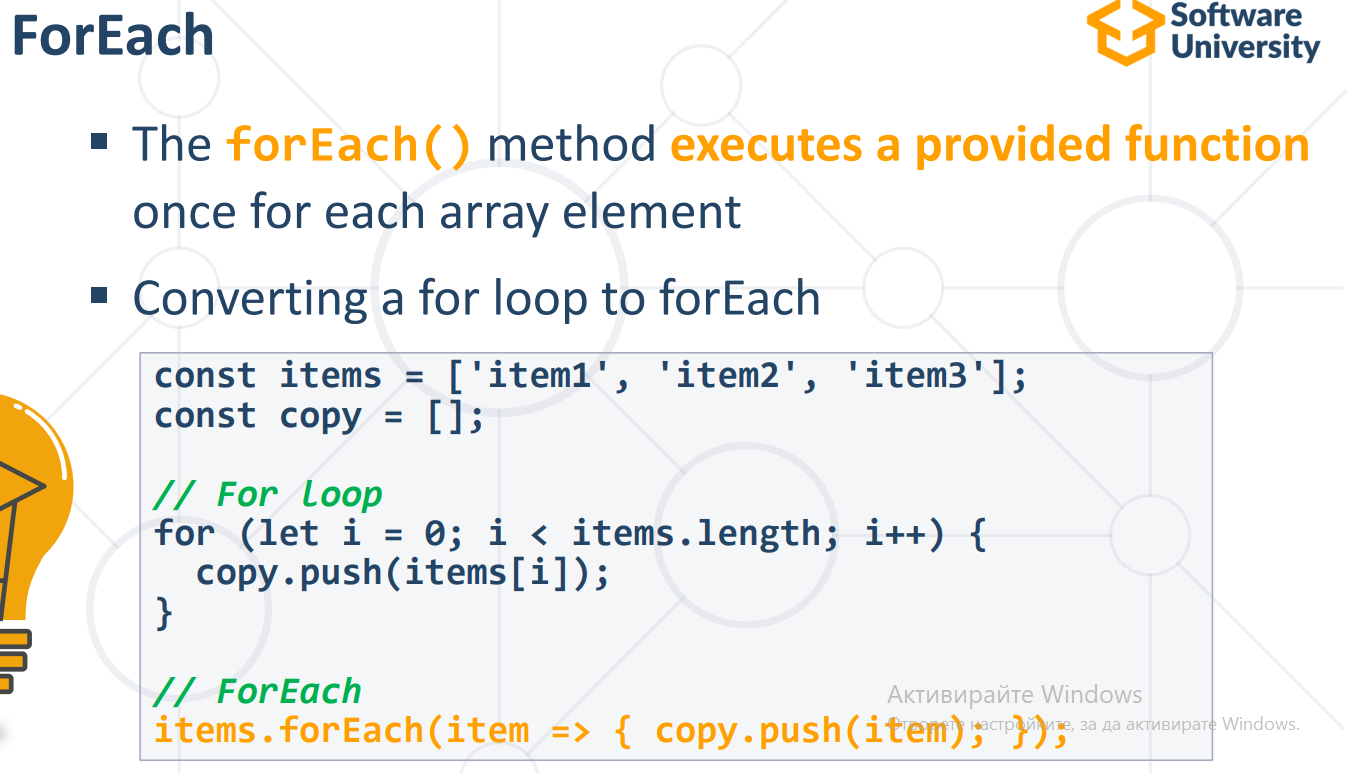 ForEach
Software
University
▪ The forEach() method executes a provided function
once for each array element
▪ Converting a for loop to forEach
const items = ['item1', 'item2', 'item3'];
const copy = [];
// For loop
for (let i = 0; i < items.length; i++) {
  copy.push(items[i]);
}
// ForEach
items.forEach(item => { copy.push(item); });
Активирайте Windows
Отворете настройките, за да активирате Windows.